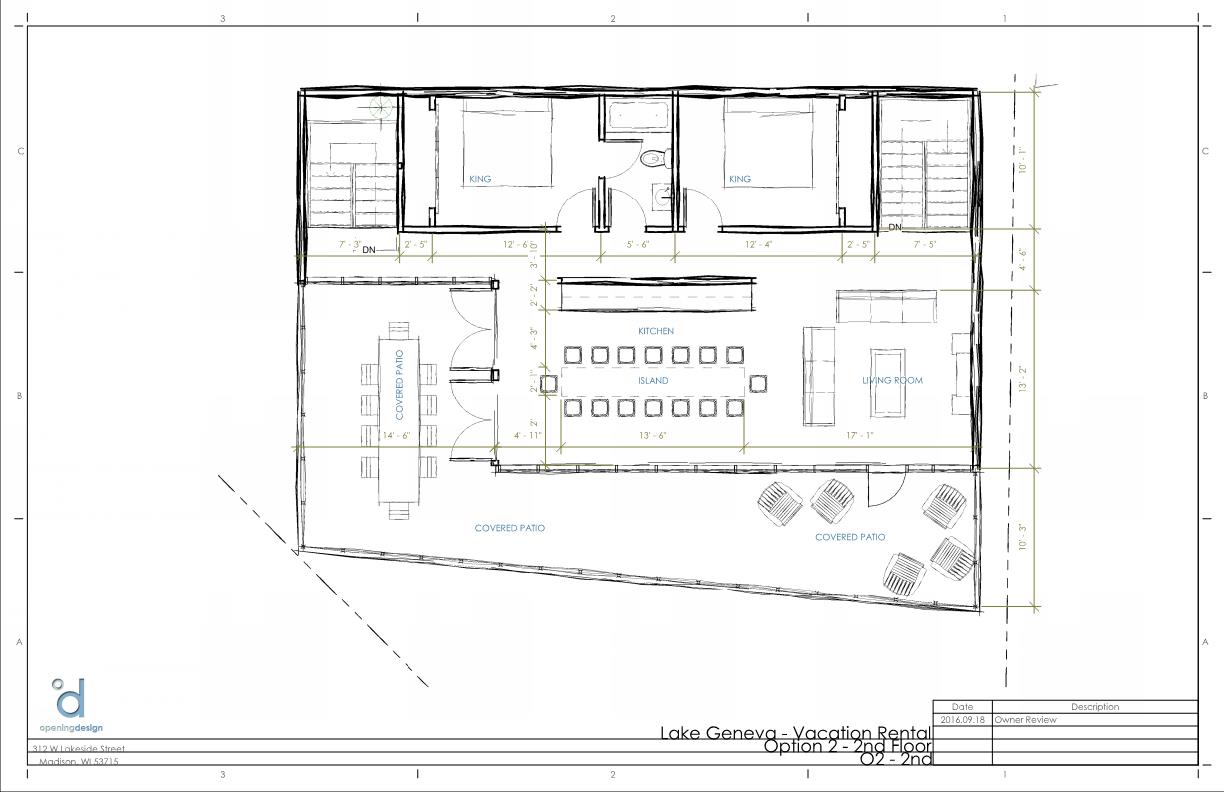 3 2 1
C C
10' - 1"
KING KING
DN
7' - 3" 2' - 5" 12' - 6" 5' - 6" 12' - 4" 2' - 5" 7' - 5"
DN
3' - 10"
4' - 6"
2' - 2"
KITCHEN
4' - 3"
COVERED PATIO
ISLAND
LIVING ROOM
2' - 1"
13' - 2"
B B
2'
14' - 6" 4' - 11" 13' - 6" 17' - 1"
COVERED PATIO
COVERED PATIO
10' - 3"
A A
d
openingdesign
312 W Lakeside Street
Madison, WI 53715
Lake Geneva - Vacation Rental
Option 2 - 2nd Floor
O2 - 2nd
Date Description
2016.09.18 Owner Review
3 2 1